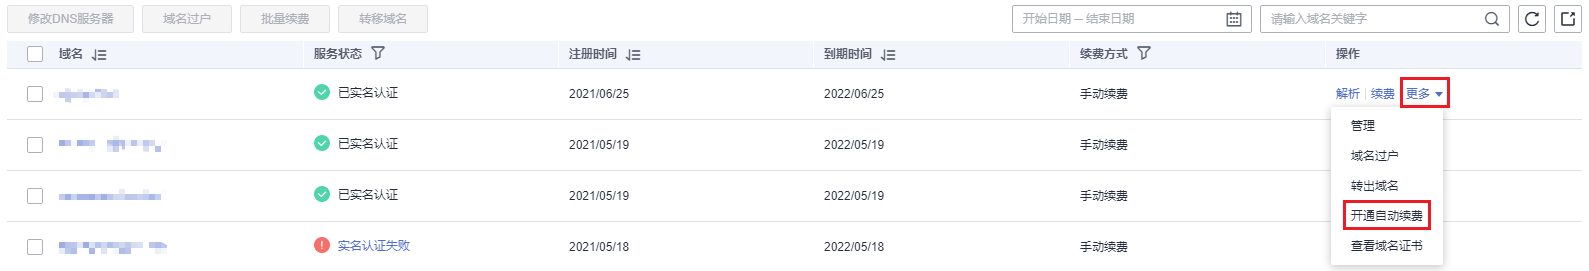 修改DNS服务器 域名过户 批量续费 转移域名 开始日期 – 结束日期 请输入域名关键字
域名 服务状态 注册时间 到期时间 续费方式 操作
已实名认证 2021/06/25 2022/06/25 手动续费 解析 续费 更多
管理
已实名认证 2021/05/19 2022/05/19 手动续费
域名过户
转出域名
已实名认证 2021/05/19 2022/05/19 手动续费
开通自动续费
实名认证失败 2021/05/18 2022/05/18 手动续费
查看域名证书